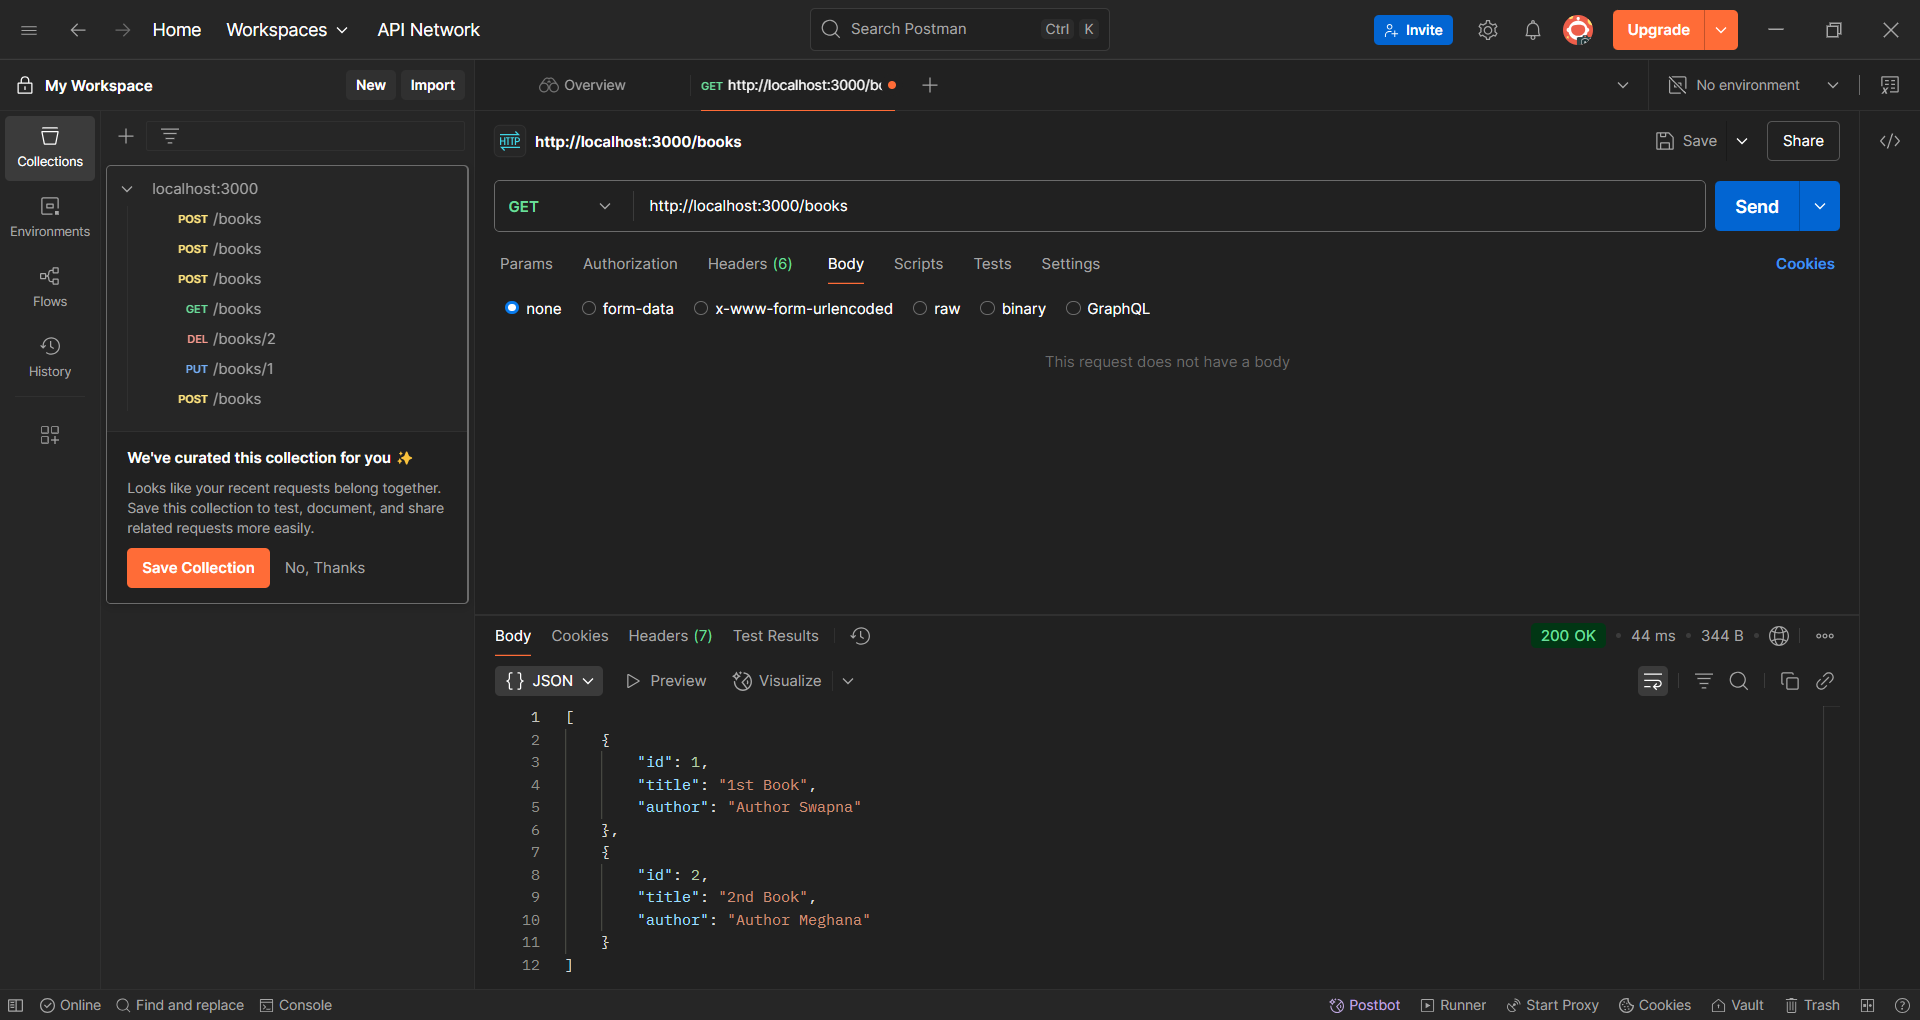 Home Workspaces API Network Search Postman Ctrl K Invite Upgrade
My Workspace New Import Overview GET http://localhost:3000/bo No environment
Collections
Environments
Flows
History
localhost:3000
POST /books
POST /books
POST /books
GET /books
DEL /books/2
PUT /books/1
POST /books
We've curated this collection for you ✨
Looks like your recent requests belong together.
Save this collection to test, document, and share
related requests more easily.
Save Collection No, Thanks
HTTP http://localhost:3000/books Save Share
GET http://localhost:3000/books Send
Params Authorization Headers (6) Body Scripts Tests Settings Cookies
none form-data x-www-form-urlencoded raw binary GraphQL
This request does not have a body
Body Cookies Headers (7) Test Results 200 OK • 44 ms • 344 B
{} JSON Preview Visualize
1 [
2 {
3 "id": 1,
4 "title": "1st Book",
5 "author": "Author Swapna"
6 },
7 {
8 "id": 2,
9 "title": "2nd Book",
10 "author": "Author Meghana"
11 }
12 ]
Online Find and replace Console Postbot Runner Start Proxy Cookies Vault Trash